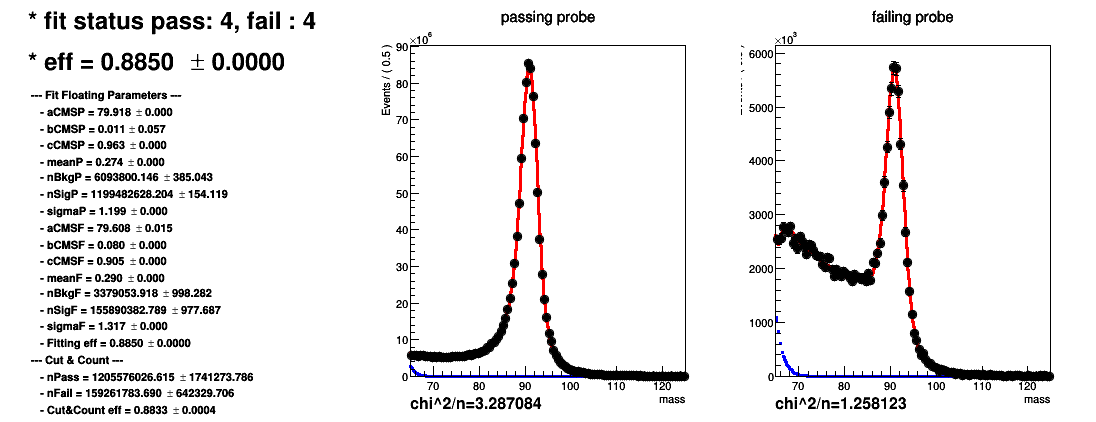 * fit status pass: 4, fail : 4
* eff = 0.8850 ± 0.0000
--- Fit Floating Parameters ---
- aCMSP = 79.918 ± 0.000
- bCMSP = 0.011 ± 0.057
- cCMSP = 0.963 ± 0.000
- meanP = 0.274 ± 0.000
- nBkgP = 6093800.146 ± 385.043
- nSigP = 1199482628.204 ± 154.119
- sigmaP = 1.199 ± 0.000
- aCMSF = 79.608 ± 0.015
- bCMSF = 0.080 ± 0.000
- cCMSF = 0.905 ± 0.000
- meanF = 0.290 ± 0.000
- nBkgF = 3379053.918 ± 998.282
- nSigF = 155890382.789 ± 977.687
- sigmaF = 1.317 ± 0.000
- Fitting eff = 0.8850 ± 0.0000
--- Cut & Count ---
- nPass = 1205576026.615 ± 1741273.786
- nFail = 159261783.690 ± 642329.706
- Cut&Count eff = 0.8833 ± 0.0004
passing probe
×10⁶
Events / ( 0.5 )
90
80
70
60
50
40
30
20
10
0
70 80 90 100 110 120
mass
chi^2/n=3.287084
failing probe
×10³
6000
5000
4000
3000
2000
1000
0
70 80 90 100 110 120
mass
chi^2/n=1.258123